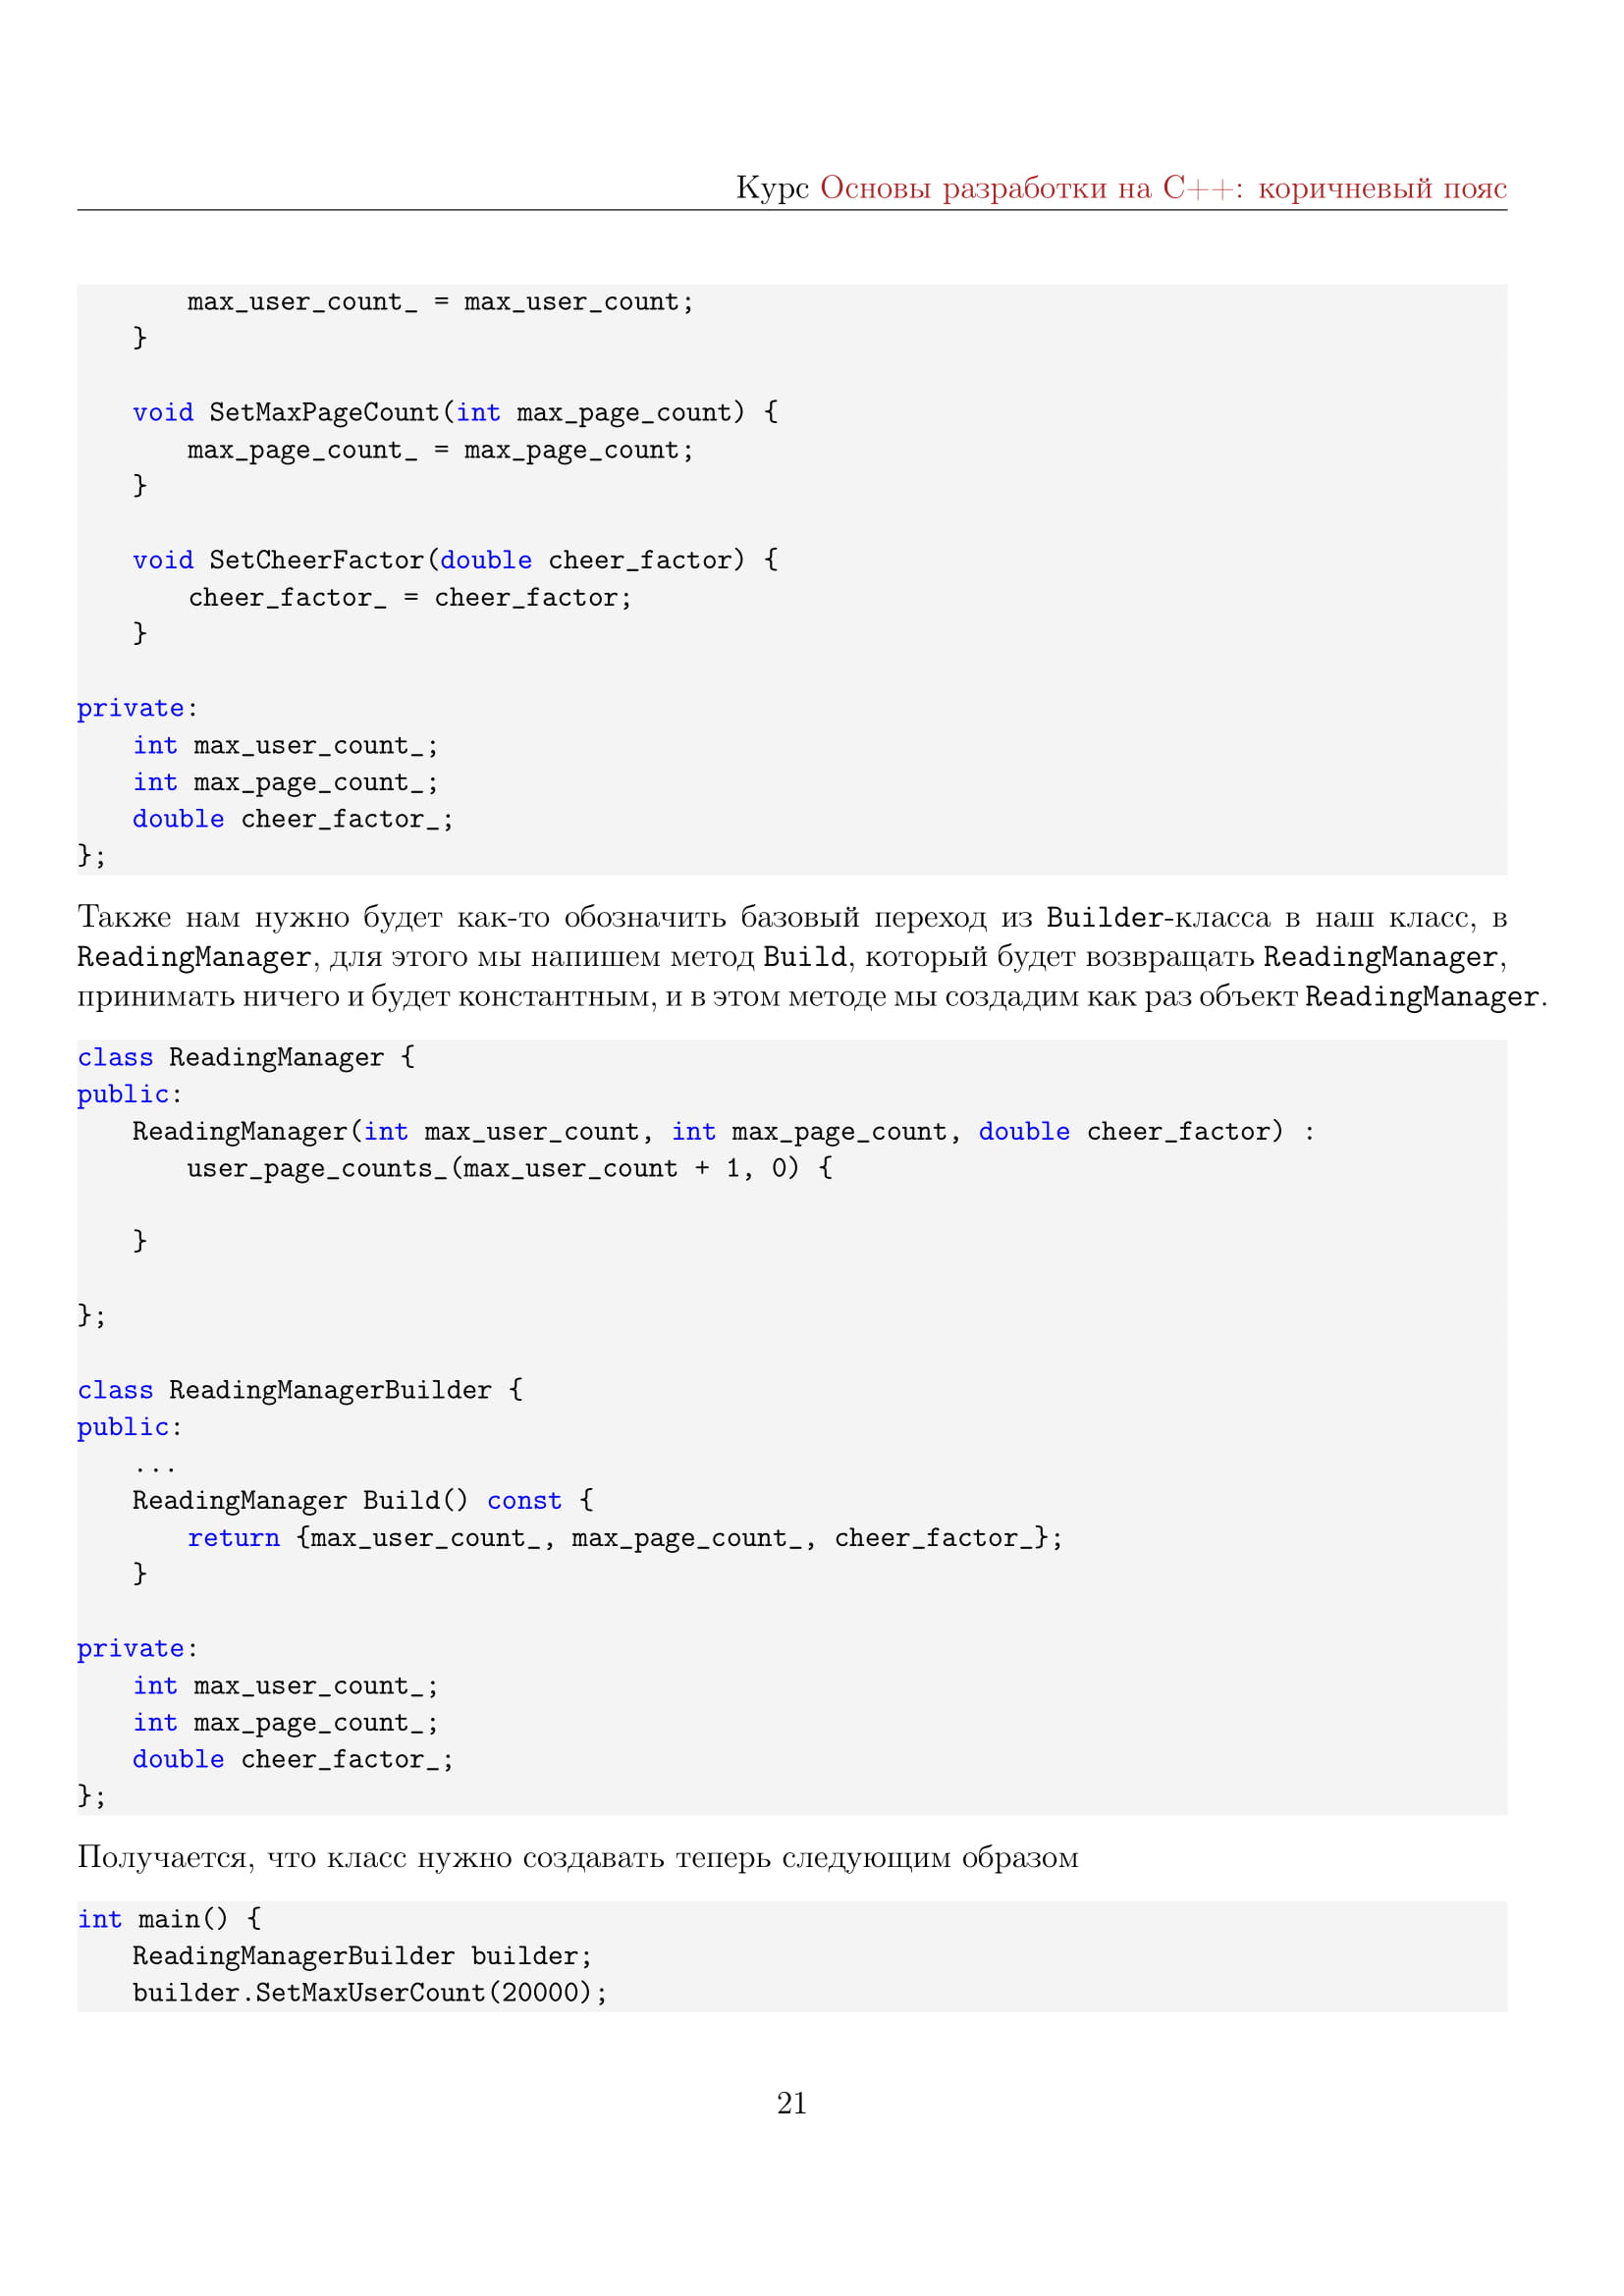 Курс Основы разработки на C++: коричневый пояс
max_user_count_ = max_user_count;
}
void SetMaxPageCount(int max_page_count) {
max_page_count_ = max_page_count;
}
void SetCheerFactor(double cheer_factor) {
cheer_factor_ = cheer_factor;
}
private:
int max_user_count_;
int max_page_count_;
double cheer_factor_;
};
Также нам нужно будет как-то обозначить базовый переход из Builder-класса в наш класс, в
ReadingManager, для этого мы напишем метод Build, который будет возвращать ReadingManager,
принимать ничего и будет константным, и в этом методе мы создадим как раз объект ReadingManager.
class ReadingManager {
public:
ReadingManager(int max_user_count, int max_page_count, double cheer_factor) :
user_page_counts_(max_user_count + 1, 0) {
}
};
class ReadingManagerBuilder {
public:
...
ReadingManager Build() const {
return {max_user_count_, max_page_count_, cheer_factor_};
}
private:
int max_user_count_;
int max_page_count_;
double cheer_factor_;
};
Получается, что класс нужно создавать теперь следующим образом
int main() {
ReadingManagerBuilder builder;
builder.SetMaxUserCount(20000);
21